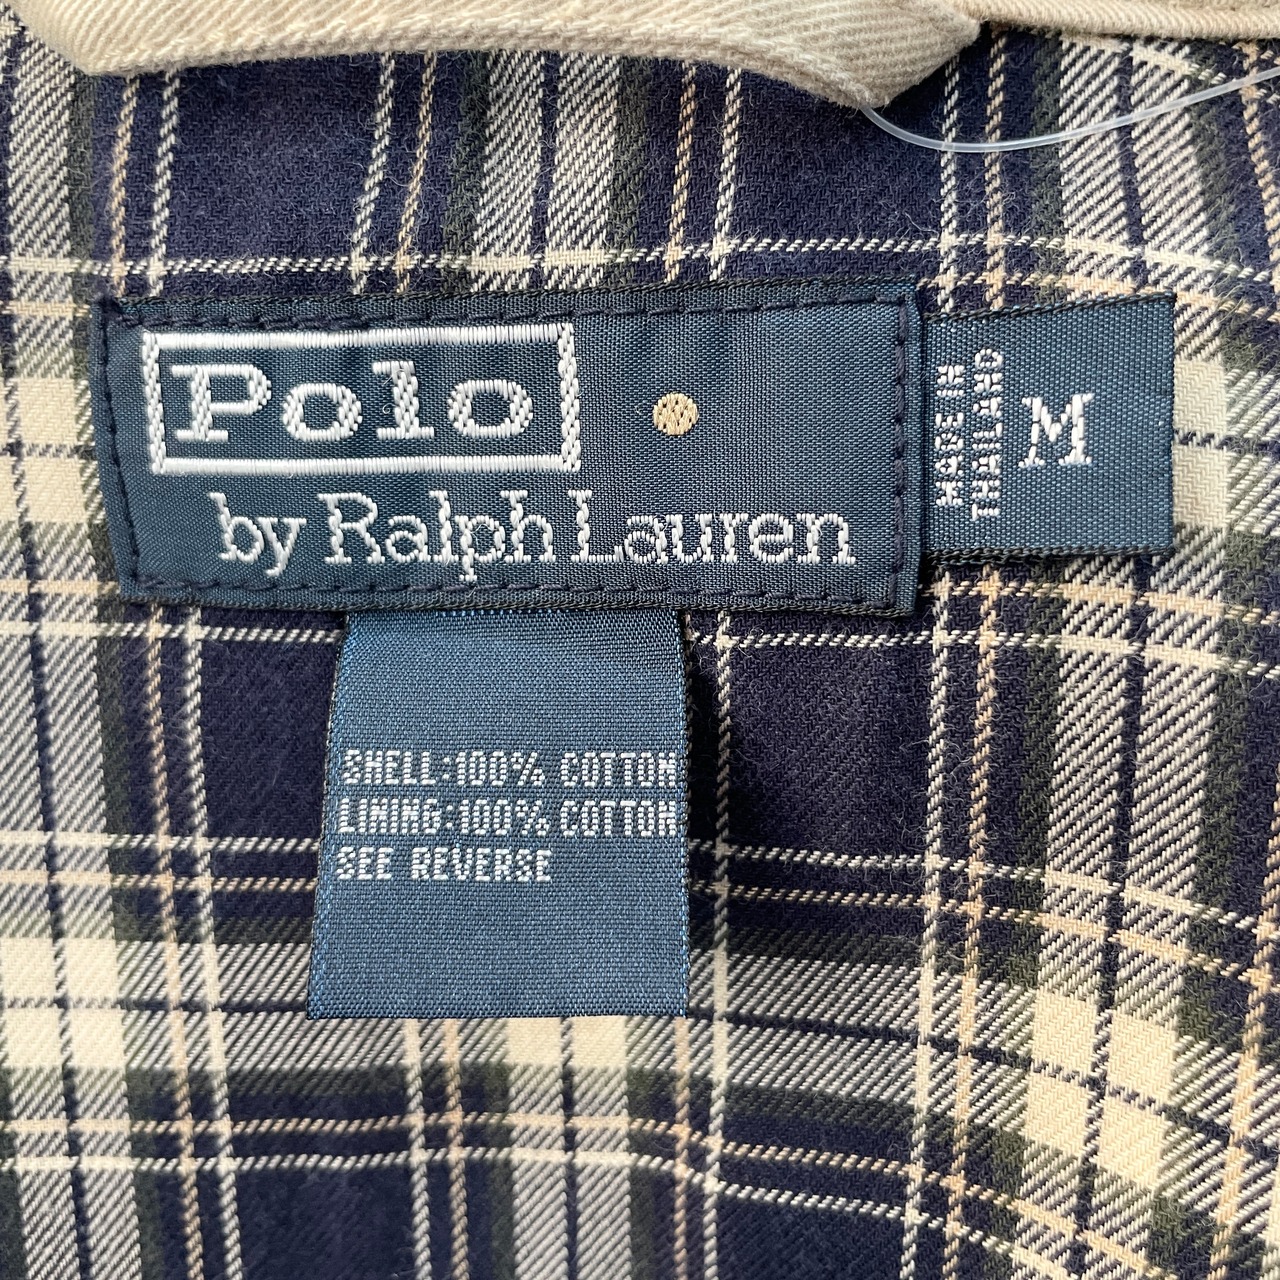 Polo
by Ralph Lauren
MADE IN
THAILAND
M
SHELL:100% COTTON
LINING:100% COTTON
SEE REVERSE